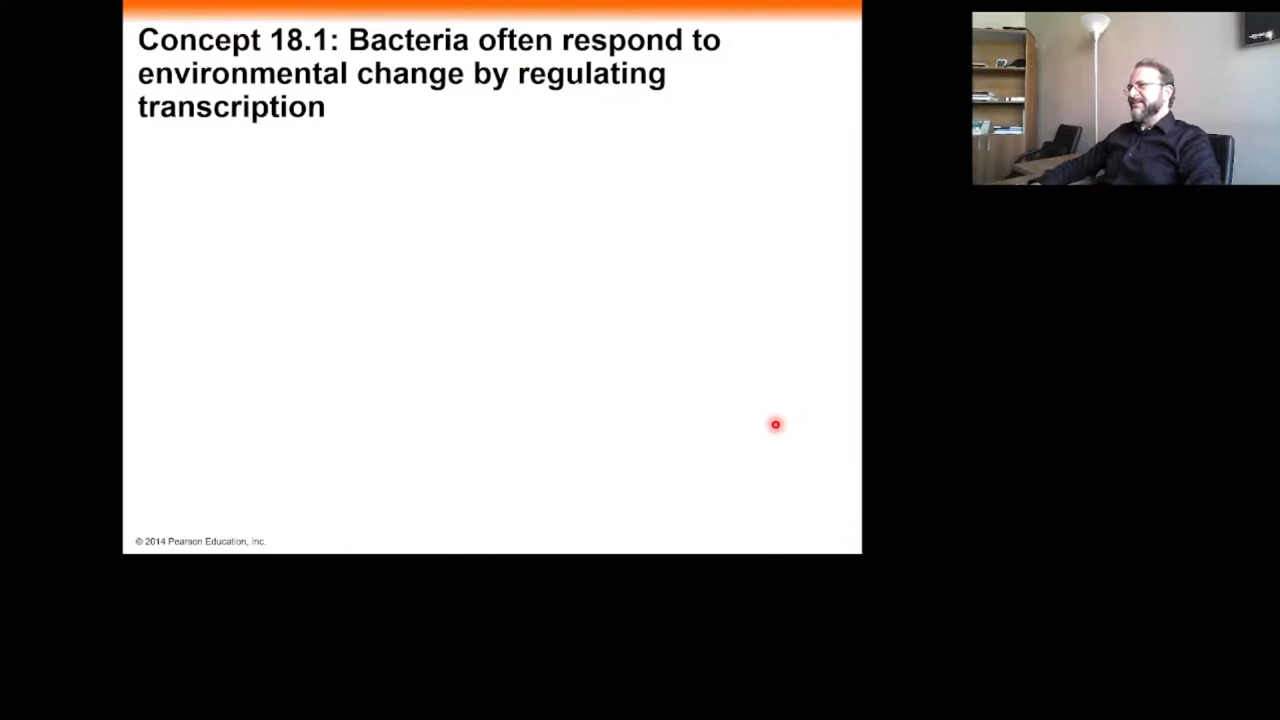 Concept 18.1: Bacteria often respond to
environmental change by regulating
transcription
© 2014 Pearson Education, Inc.